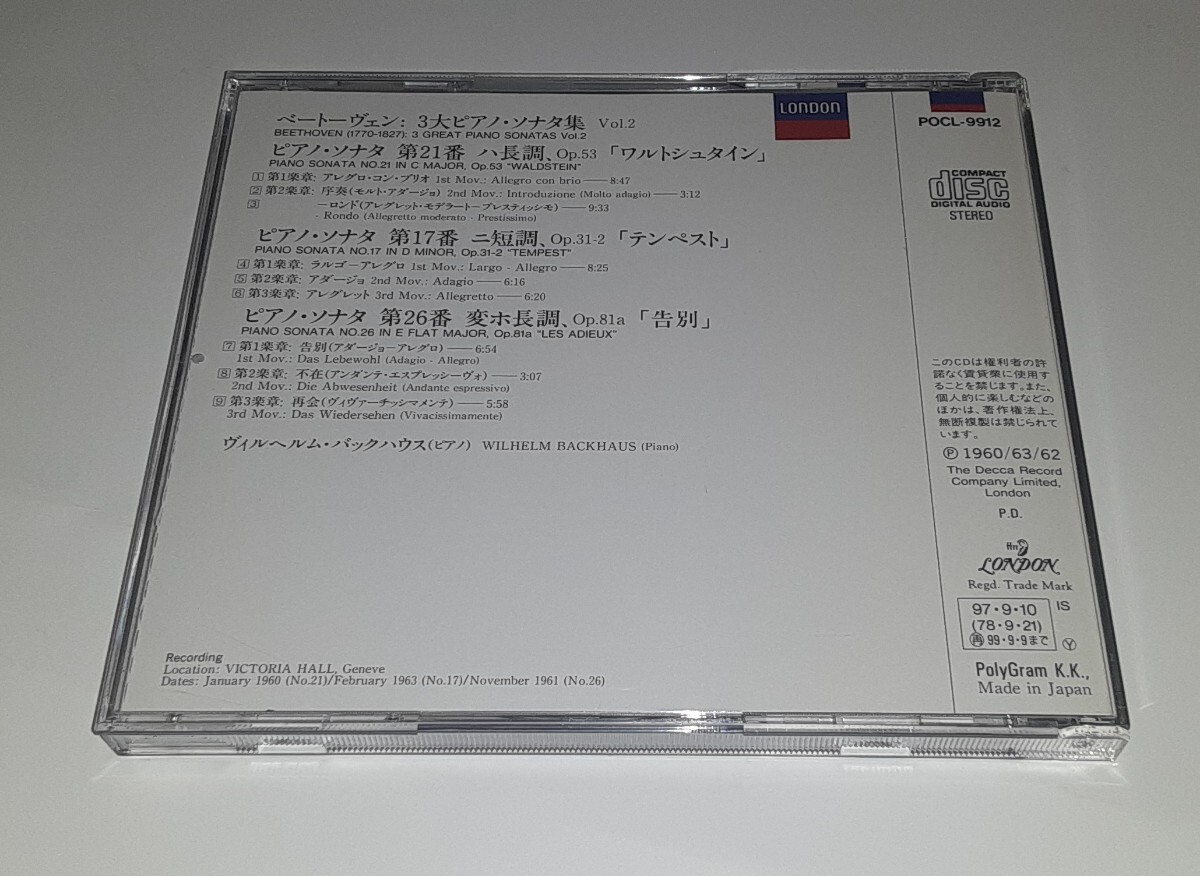 ベートーヴェン: 3大ピアノ・ソナタ集 Vol.2
BEETHOVEN (1770-1827): 3 GREAT PIANO SONATAS Vol.2
ピアノ・ソナタ 第21番 ハ長調、Op.53 「ワルトシュタイン」
PIANO SONATA NO.21 IN C MAJOR, Op.53 "WALDSTEIN"
1 第1楽章: アレグロ・コン・ブリオ 1st Mov.: Allegro con brio——8:47
2 第2楽章: 序奏(モルト・アダージョ) 2nd Mov.: Introduzione (Molto adagio)——3:12
3 ーロンド(アレグレット・モデラートープレスティッシモ)——9:33
- Rondo (Allegretto moderato - Prestissimo)
ピアノ・ソナタ 第17番 ニ短調、Op.31-2 「テンペスト」
PIANO SONATA NO.17 IN D MINOR, Op.31-2 "TEMPEST"
4 第1楽章: ラルゴーアレグロ 1st Mov.: Largo - Allegro——8:25
5 第2楽章: アダージョ 2nd Mov.: Adagio——6:16
6 第3楽章: アレグレット 3rd Mov.: Allegretto——6:20
ピアノ・ソナタ 第26番 変ホ長調、Op.81a 「告別」
PIANO SONATA NO.26 IN E FLAT MAJOR, Op.81a "LES ADIEUX"
7 第1楽章: 告別(アダージョーアレグロ)——6:54
1st Mov.: Das Lebewohl (Adagio - Allegro)
8 第2楽章: 不在(アンダンテ・エスプレッシーヴォ)——3:07
2nd Mov.: Die Abwesenheit (Andante espressivo)
9 第3楽章: 再会(ヴィヴァーチッシマメンテ)——5:58
3rd Mov.: Das Wiedersehen (Vivacissimamente)
ヴィルヘルム・バックハウス(ピアノ) WILHELM BACKHAUS (Piano)
Recording
Location: VICTORIA HALL, Geneve
Dates: January 1960 (No.21)/February 1963 (No.17)/November 1961 (No.26)
LONDON
POCL-9912
COMPACT
disc
DIGITAL AUDIO
STEREO
このCDは権利者の許
諾なく賃貸業に使用す
ることを禁じます。また、
個人的に楽しむなどの
ほかは、著作権法上、
無断複製は禁じられて
います。
Ⓟ 1960/63/62
The Decca Record
Company Limited,
London
P.D.
ffrr
LONDON
Regd. Trade Mark
97・9・10 IS
(78・9・21)
再 99・9・9まで Ⓨ
PolyGram K.K.,
Made in Japan